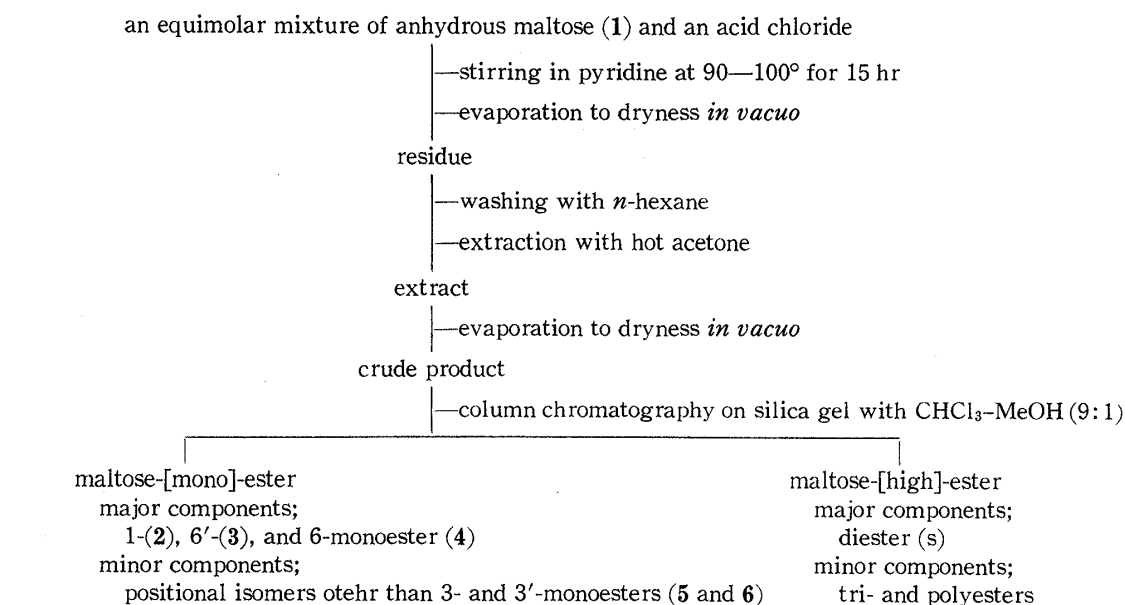 an equimolar mixture of anhydrous maltose (1) and an acid chloride
—stirring in pyridine at 90—100° for 15 hr
—evaporation to dryness in vacuo
residue
—washing with n-hexane
—extraction with hot acetone
extract
—evaporation to dryness in vacuo
crude product
—column chromatography on silica gel with CHCl₃–MeOH (9: 1)
maltose-[mono]-ester
major components;
1-(2), 6′-(3), and 6-monoester (4)
minor components;
positional isomers otehr than 3- and 3′-monoesters (5 and 6)
maltose-[high]-ester
major components;
diester (s)
minor components;
tri- and polyesters